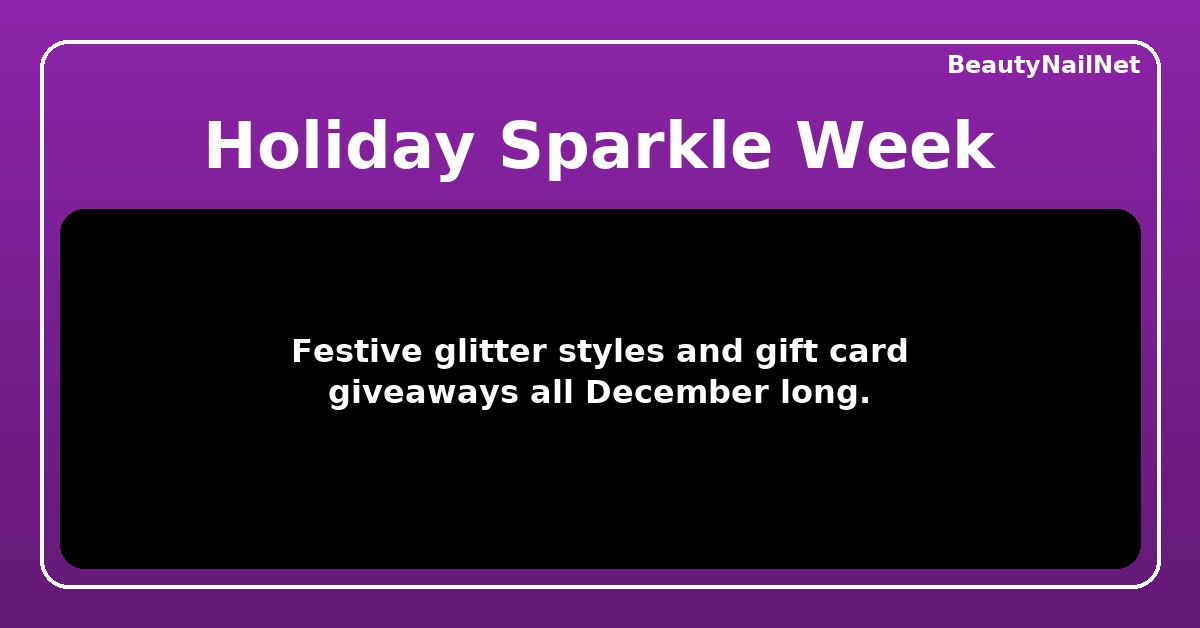 BeautyNailNet
Holiday Sparkle Week
Festive glitter styles and gift card
giveaways all December long.